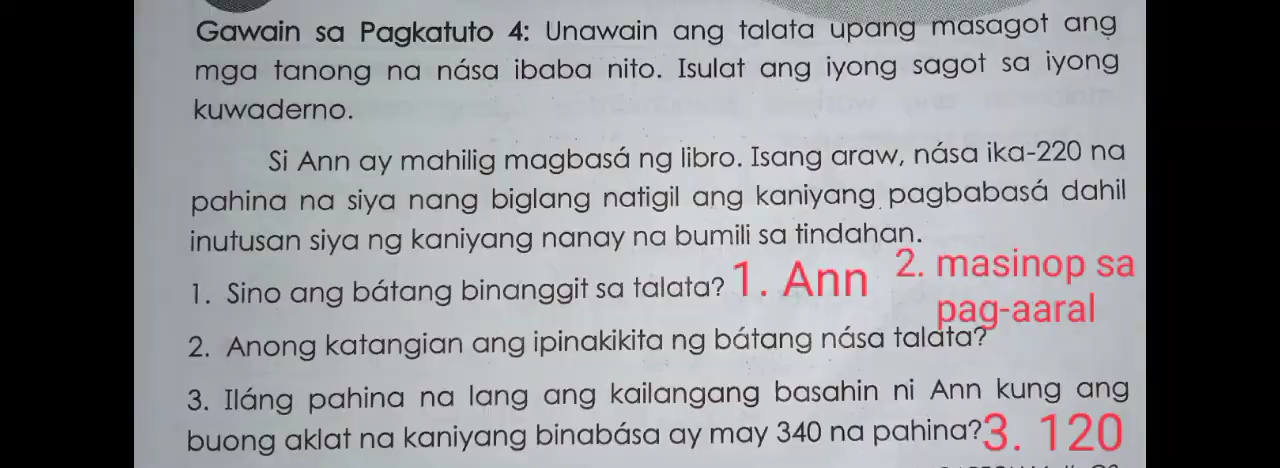 Gawain sa Pagkatuto 4: Unawain ang talata upang masagot ang
mga tanong na nása ibaba nito. Isulat ang iyong sagot sa iyong
kuwaderno.
Si Ann ay mahilig magbasá ng libro. Isang araw, nása ika-220 na
pahina na siya nang biglang natigil ang kaniyang pagbabasá dahil
inutusan siya ng kaniyang nanay na bumili sa tindahan.
1. Sino ang bátang binanggit sa talata? 1. Ann
2. masinop sa
pag-aaral
2. Anong katangian ang ipinakikita ng bátang nása talata?
3. Iláng pahina na lang ang kailangang basahin ni Ann kung ang
buong aklat na kaniyang binabása ay may 340 na pahina? 3. 120